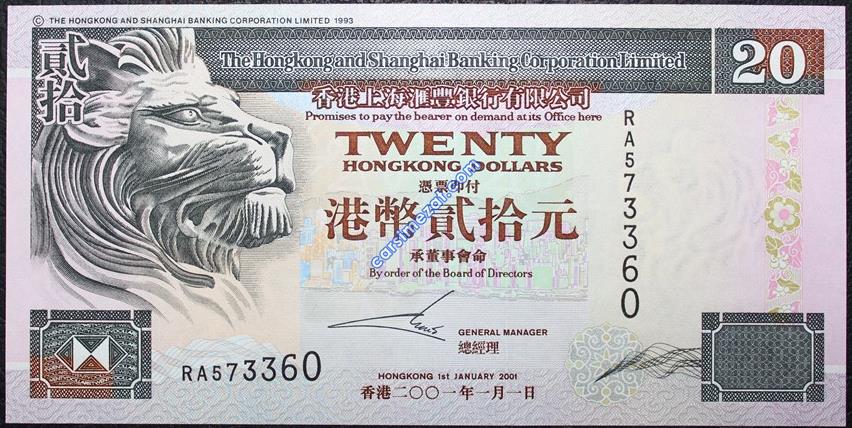 © THE HONGKONG AND SHANGHAI BANKING CORPORATION LIMITED 1993
貳拾
The Hongkong and Shanghai Banking Corporation Limited
20
香港上海滙豐銀行有限公司
Promises to pay the bearer on demand at its Office here
TWENTY
HONGKONG DOLLARS
憑票即付
港幣貳拾元
承董事會命
By order of the Board of Directors
RA573360
GENERAL MANAGER
總經理
RA573360
HONGKONG 1st JANUARY 2001
香港二〇〇一年一月一日